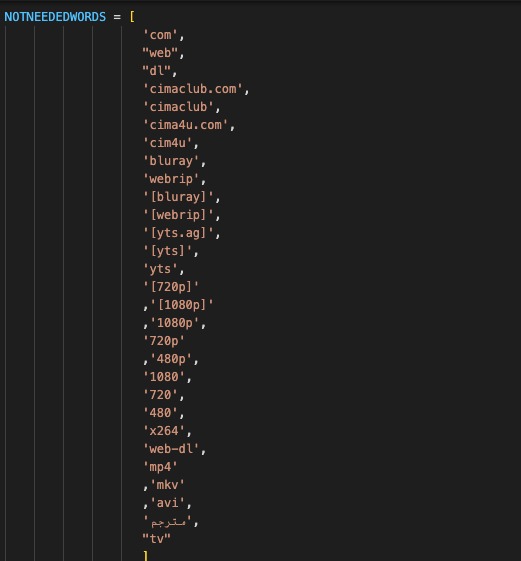 NOTNEEDEDWORDS = [
'com',
"web",
"dl",
'cimaclub.com',
'cimaclub',
'cima4u.com',
'cim4u',
'bluray',
'webrip',
'[bluray]',
'[webrip]',
'[yts.ag]',
'[yts]',
'yts',
'[720p]'
,'[1080p]'
,'1080p',
'720p'
,'480p',
'1080',
'720',
'480',
'x264',
'web-dl',
'mp4'
,'mkv'
,'avi',
'مترجم',
"tv"
]